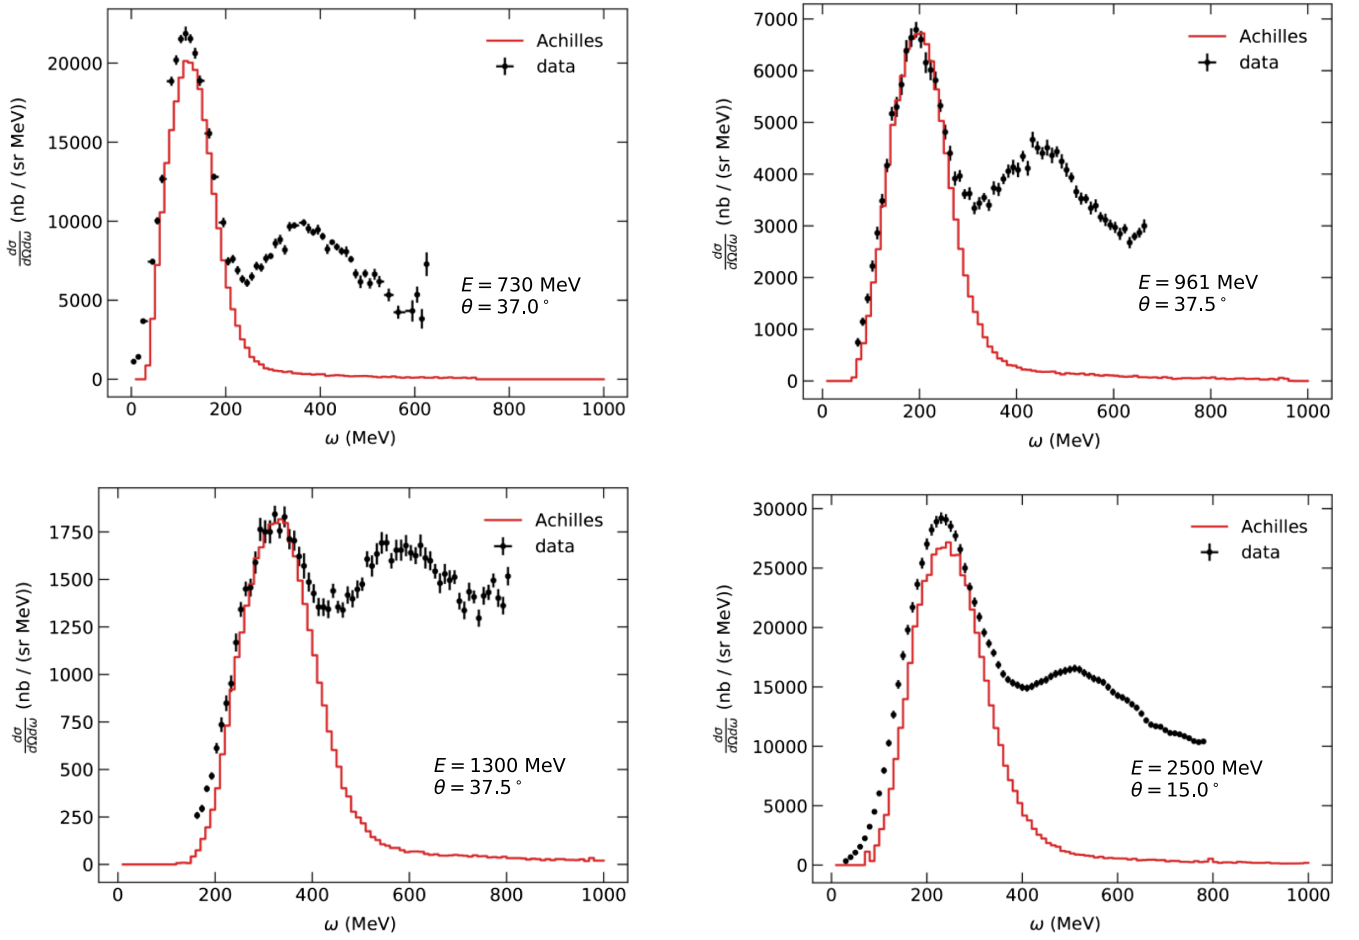 Achilles
data
20000
15000
10000
5000
0
dσ/dΩdω (nb / (sr MeV))
E = 730 MeV
θ = 37.0°
0 200 400 600 800 1000
ω (MeV)
Achilles
data
7000
6000
5000
4000
3000
2000
1000
0
dσ/dΩdω (nb / (sr MeV))
E = 961 MeV
θ = 37.5°
0 200 400 600 800 1000
ω (MeV)
Achilles
data
1750
1500
1250
1000
750
500
250
0
dσ/dΩdω (nb / (sr MeV))
E = 1300 MeV
θ = 37.5°
0 200 400 600 800 1000
ω (MeV)
Achilles
data
30000
25000
20000
15000
10000
5000
0
dσ/dΩdω (nb / (sr MeV))
E = 2500 MeV
θ = 15.0°
0 200 400 600 800 1000
ω (MeV)